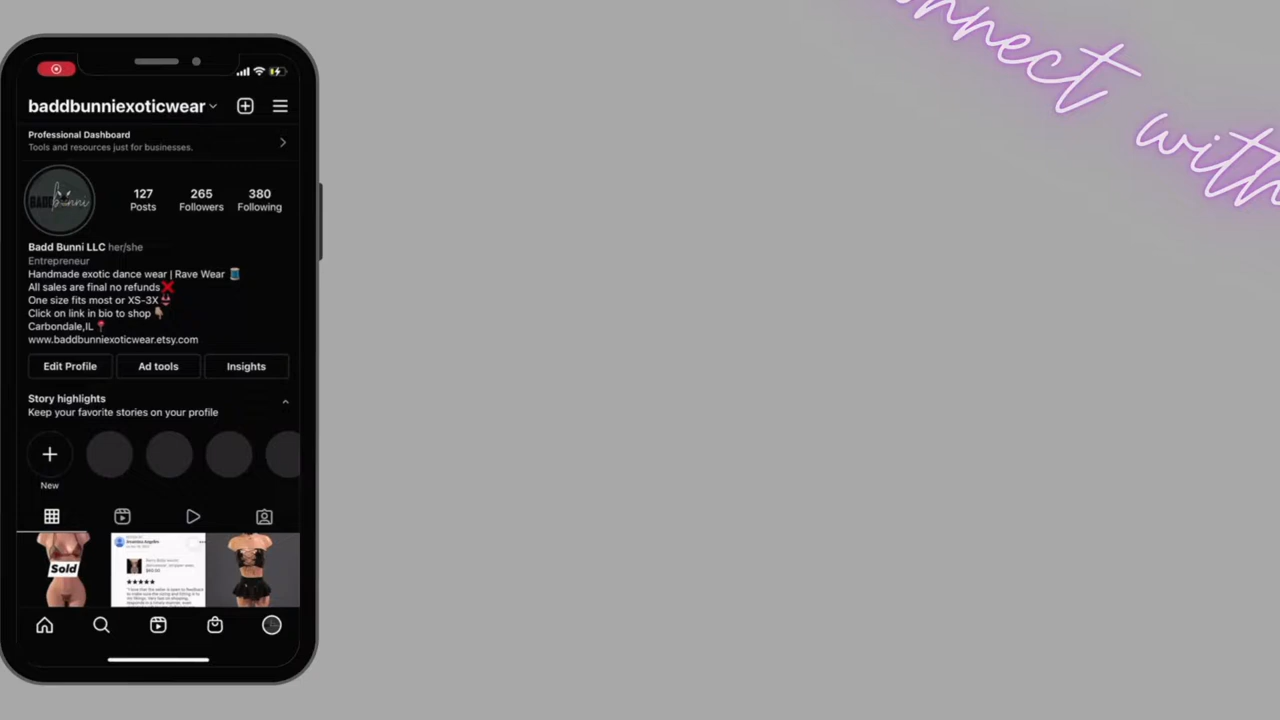 onnect with
baddbunniexoticwear
Professional Dashboard
Tools and resources just for businesses.
BADD bunni
127 265 380
Posts Followers Following
Badd Bunni LLC her/she
Entrepreneur
Handmade exotic dance wear | Rave Wear 🧵
All sales are final no refunds❌
One size fits most or XS-3X👙
Click on link in bio to shop 👇🏽
Carbondale,IL📍
www.baddbunniexoticwear.etsy.com
Edit Profile Ad tools Insights
Story highlights
Keep your favorite stories on your profile
New
Sold